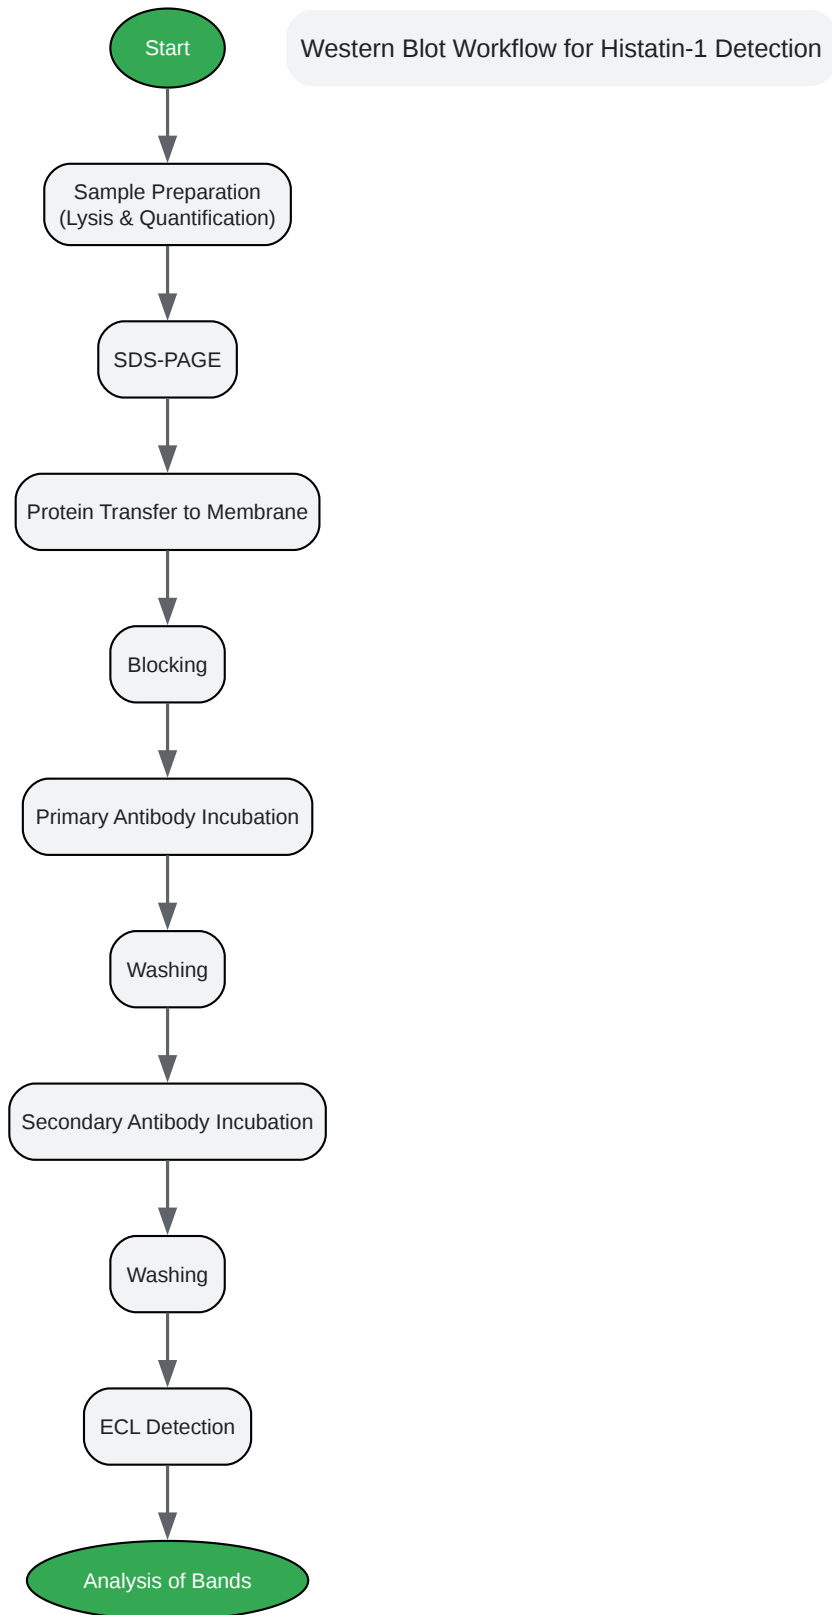 Start
Western Blot Workflow for Histatin-1 Detection
Sample Preparation
(Lysis & Quantification)
SDS-PAGE
Protein Transfer to Membrane
Blocking
Primary Antibody Incubation
Washing
Secondary Antibody Incubation
Washing
ECL Detection
Analysis of Bands